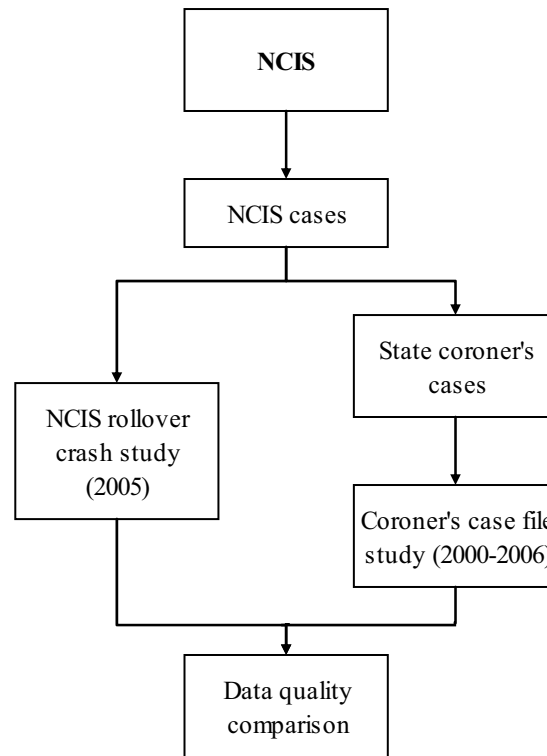 NCIS
NCIS cases
NCIS rollover
crash study
(2005)
State coroner's
cases
Coroner's case file
study (2000-2006)
Data quality
comparison